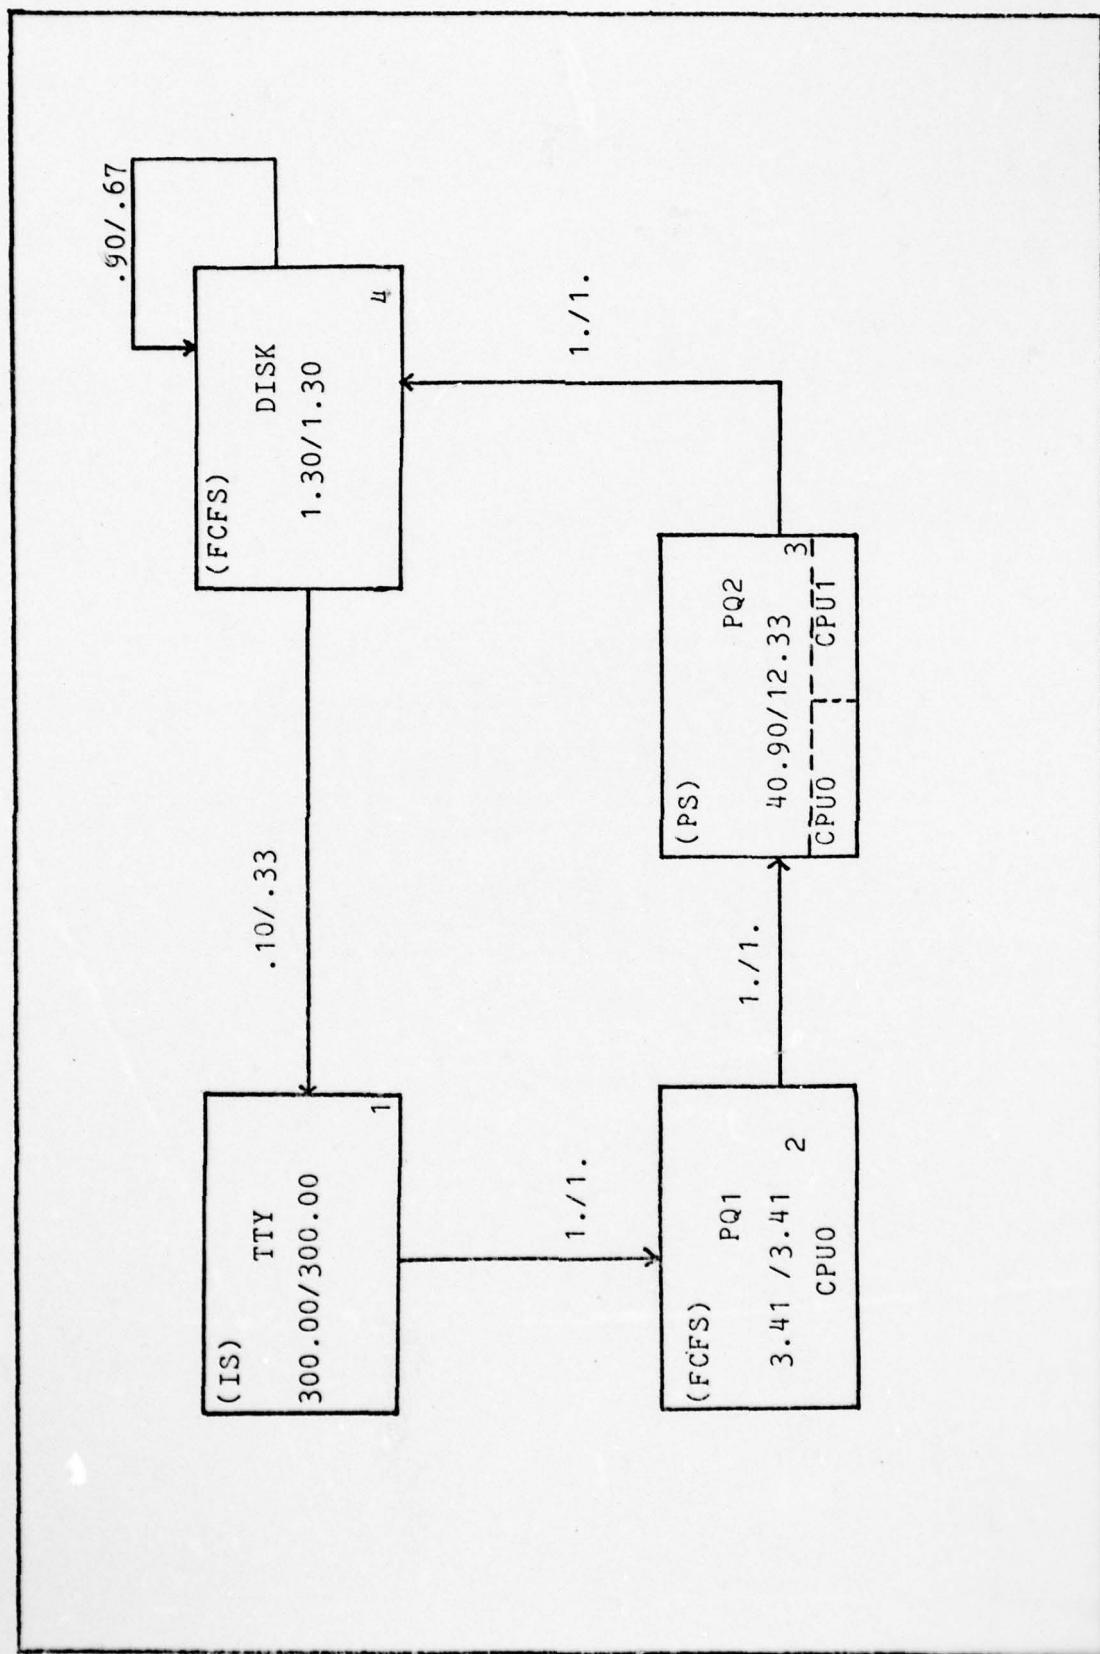 (IS)
TTY
300.00/300.00
1
.10/.33
(FCFS)
DISK
1.30/1.30
4
.90/.67
1./1.
1./1.
(FCFS)
PQ1
3.41 /3.41
2
CPU0
1./1.
(PS)
PQ2
40.90/12.33
3
CPU0 CPU1